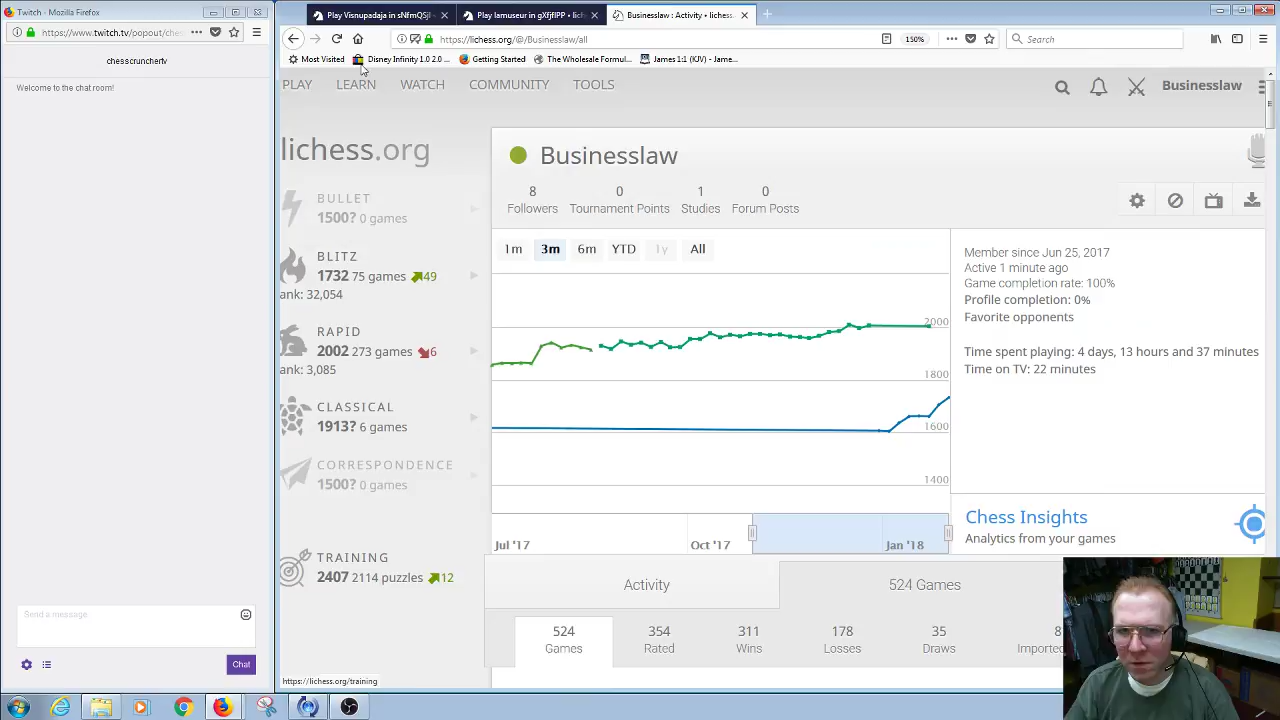 Twitch - Mozilla Firefox
https://www.twitch.tv/popout/che
chesscrunchertv
Welcome to the chat room!
Send a message
Chat
Play Visnupadaja in sNfmQSjf
Play lamuseur in gXfjfIPP • lichess
Businesslaw : Activity • lichess
https://lichess.org/@/Businesslaw/all
150%
Search
Most Visited
Disney Infinity 1.0 2.0 ...
Getting Started
The Wholesale Formul...
James 1:1 (KJV) - Jame...
PLAY
LEARN
WATCH
COMMUNITY
TOOLS
Businesslaw
lichess.org
BULLET
1500? 0 games
BLITZ
1732 75 games 49
ank: 32,054
RAPID
2002 273 games 6
ank: 3,085
CLASSICAL
1913? 6 games
CORRESPONDENCE
1500? 0 games
TRAINING
2407 2114 puzzles 12
Businesslaw
8
Followers
0
Tournament Points
1
Studies
0
Forum Posts
1m
3m
6m
YTD
1y
All
2000
1800
1600
1400
Jul '17
Oct '17
Jan '18
Member since Jun 25, 2017
Active 1 minute ago
Game completion rate: 100%
Profile completion: 0%
Favorite opponents
Time spent playing: 4 days, 13 hours and 37 minutes
Time on TV: 22 minutes
Chess Insights
Analytics from your games
Activity
524 Games
524
Games
354
Rated
311
Wins
178
Losses
35
Draws
8
Imported
https://lichess.org/training